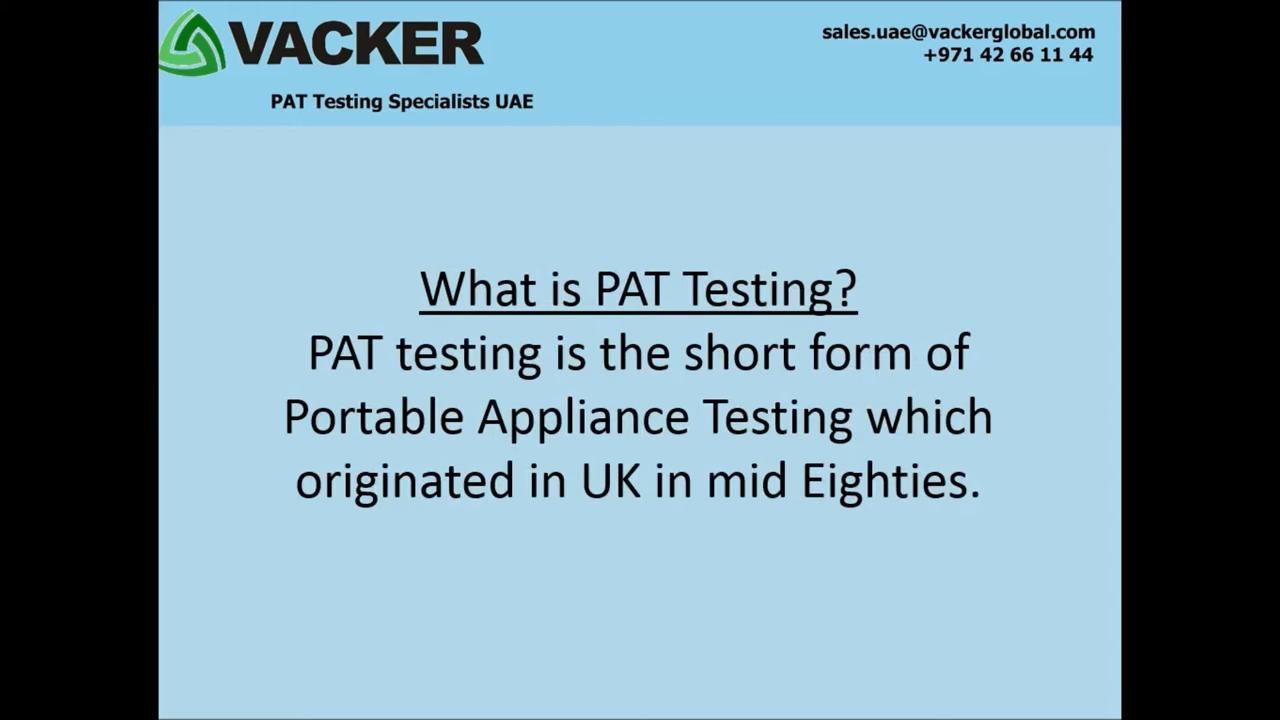 VACKER
PAT Testing Specialists UAE
sales.uae@vackerglobal.com
+971 42 66 11 44
What is PAT Testing?
PAT testing is the short form of
Portable Appliance Testing which
originated in UK in mid Eighties.